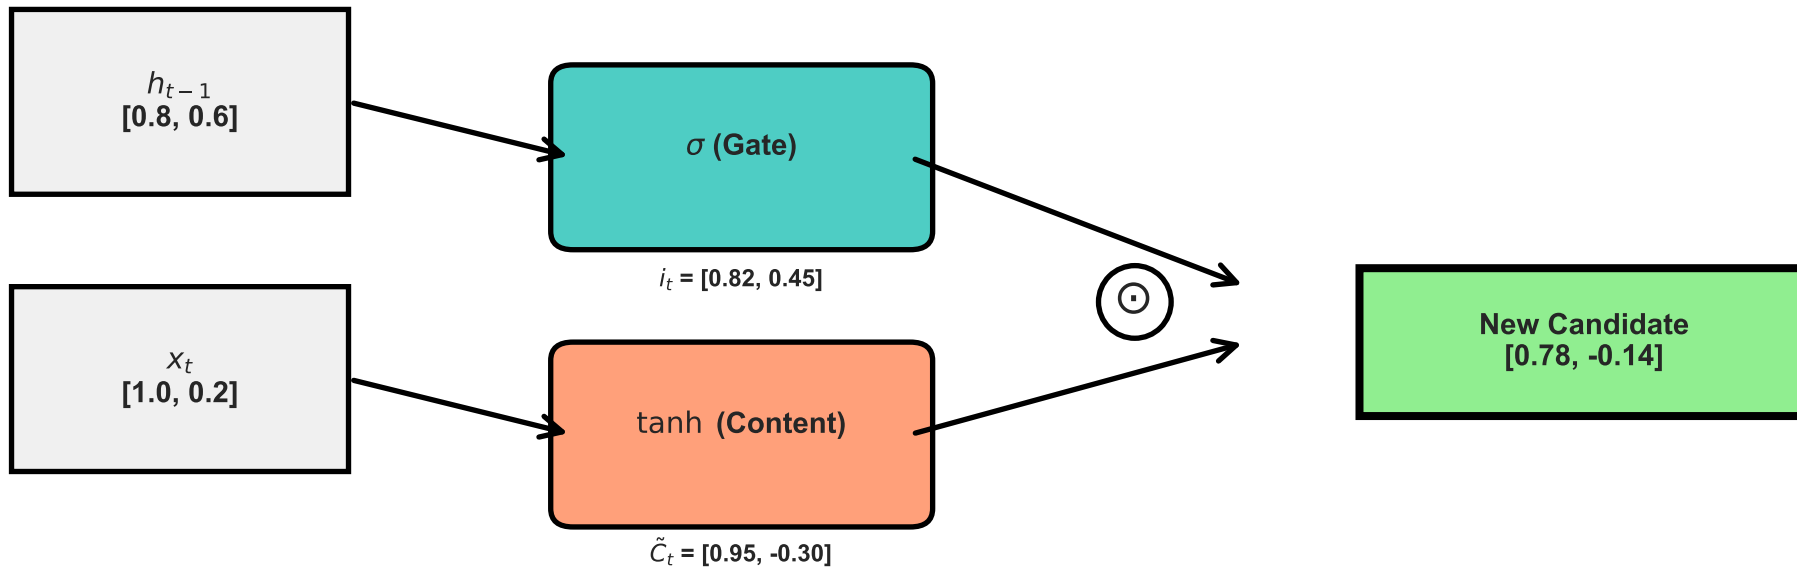 h_{t−1}
[0.8, 0.6]
σ (Gate)
i_t = [0.82, 0.45]
x_t
[1.0, 0.2]
tanh (Content)
C̃_t = [0.95, -0.30]
⊙
New Candidate
[0.78, -0.14]